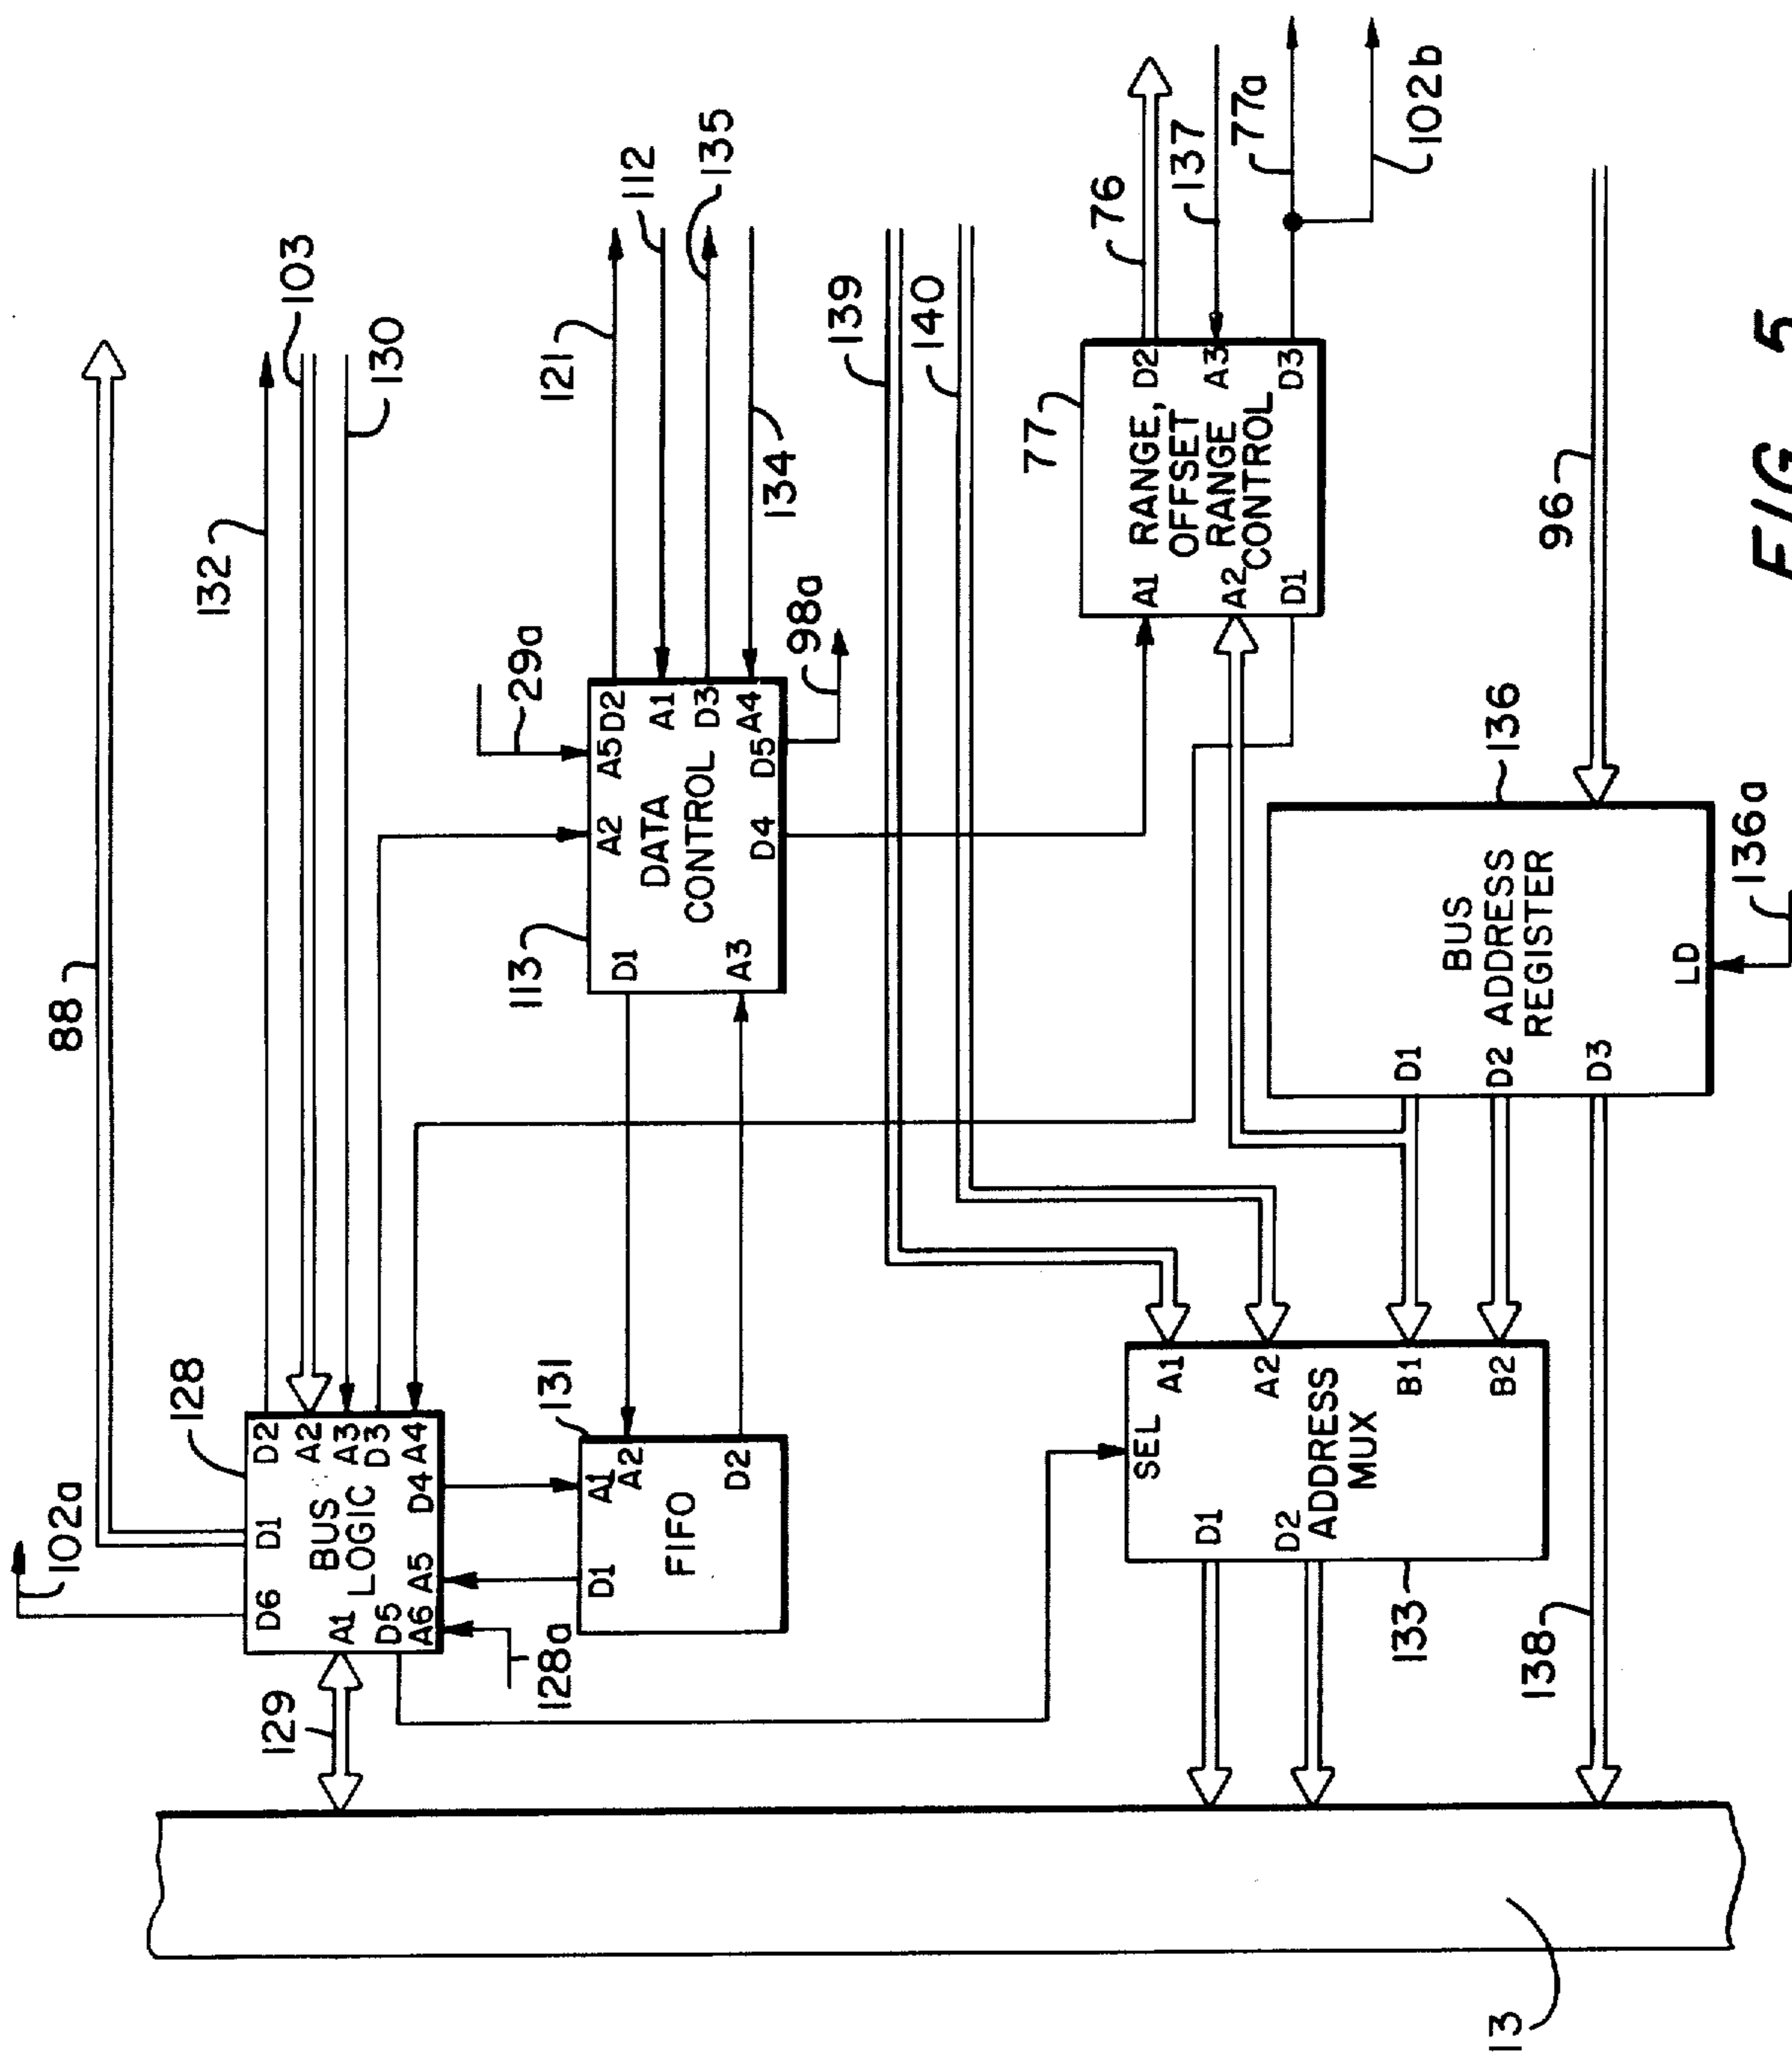 88
102a
128
D6
D1
D2
A2
A3
D3
A4
A1
BUS
LOGIC
D5
A6
A5
D4
132
103
130
129
128a
131
A1
A2
D1
FIFO
D2
113
29a
A2
A5
D2
D1
DATA
CONTROL
A1
D3
A3
D4
D5
A4
98a
121
112
135
134
139
140
77
A1
RANGE,
OFFSET
RANGE
CONTROL
A2
D1
D2
A3
D3
76
137
77a
102b
SEL
A1
D1
A2
D2
ADDRESS
MUX
B1
B2
133
136
BUS
ADDRESS
REGISTER
D1
D2
D3
LD
136a
96
138
13
FIG. 5